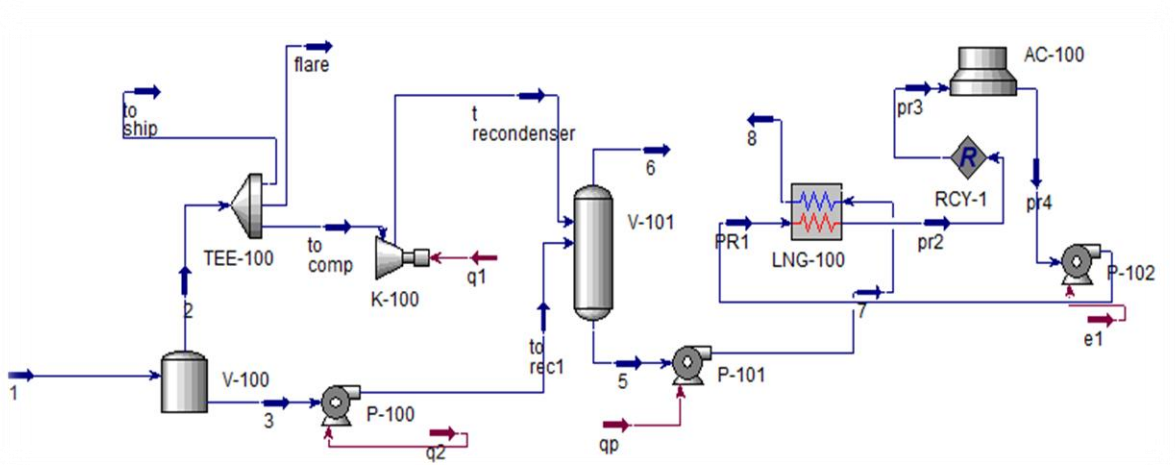 flare
AC-100
to
ship
t
recondenser
pr3
8
6
R
V-101
RCY-1
TEE-100
to
comp
PR1
pr2
pr4
LNG-100
P-102
q1
K-100
2
7
e1
to
rec1
1
V-100
5
P-101
3
P-100
q2
qp